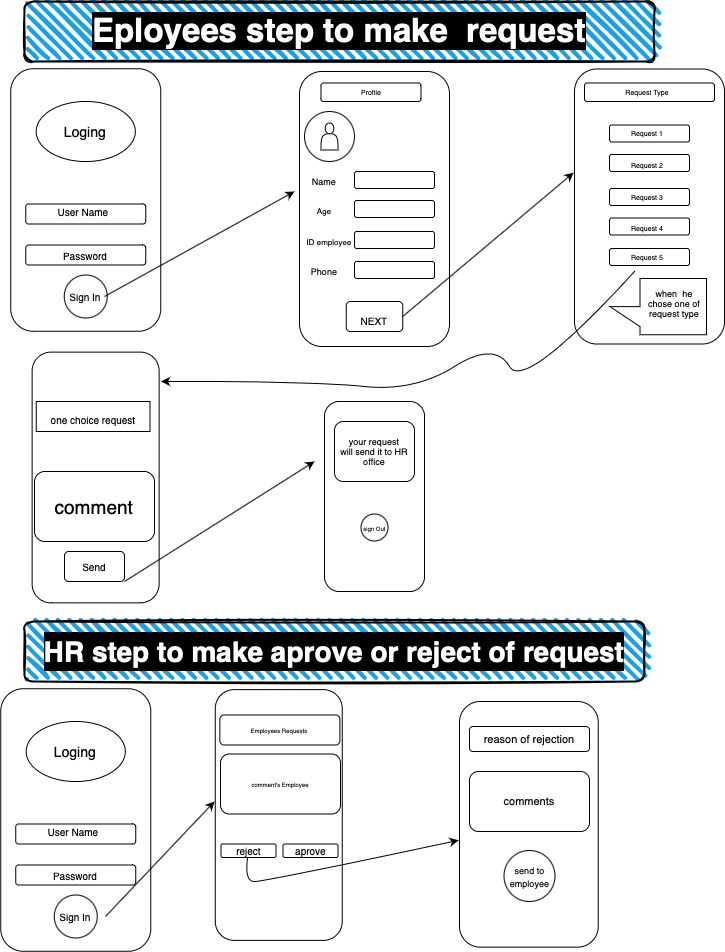 Eployees step to make  request
Loging
User Name
Password
Sign In
Profile
Name
Age
ID employee
Phone
NEXT
Request Type
Request 1
Request 2
Request 3
Request 4
Request 5
when  he
chose one of
request type
one choice request
comment
Send
your request
will send it to HR
office
sign Out
HR step to make aprove or reject of request
Loging
User Name
Password
Sign In
Employees Requests
comment's Employee
reject
aprove
reason of rejection
comments
send to
employee